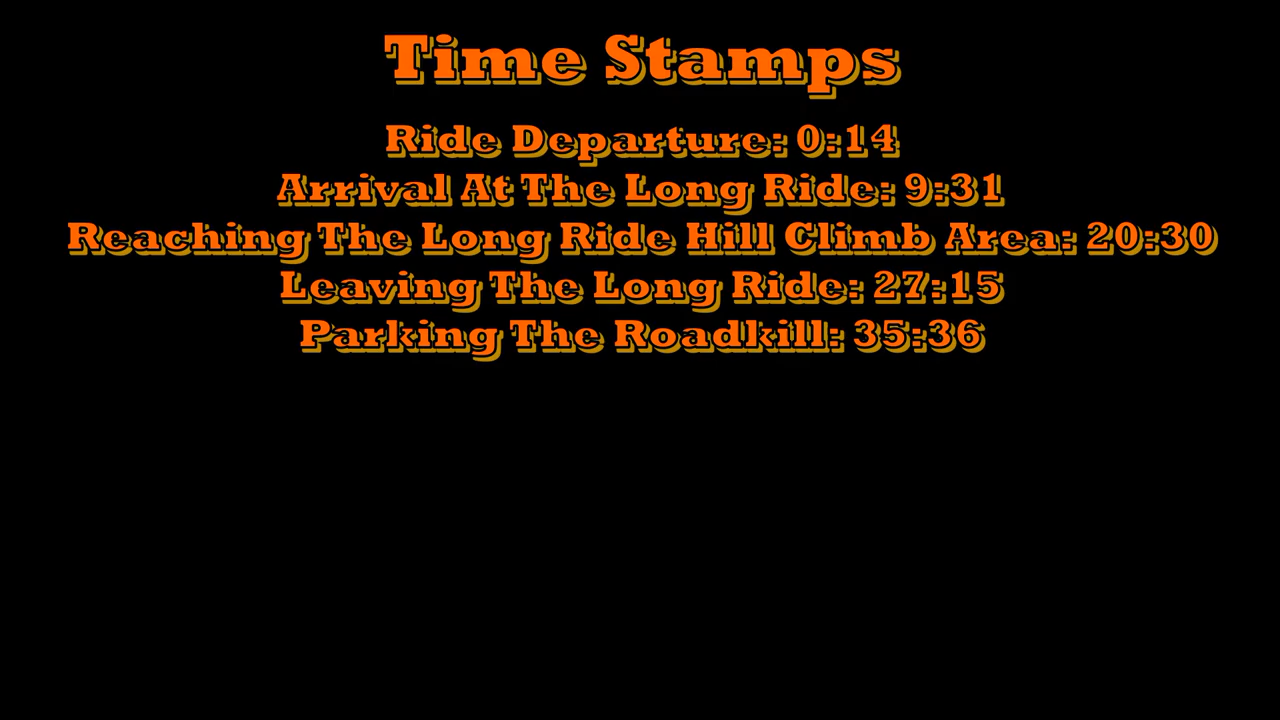 Time Stamps
Ride Departure: 0:14
Arrival At The Long Ride: 9:31
Reaching The Long Ride Hill Climb Area: 20:30
Leaving The Long Ride: 27:15
Parking The Roadkill: 35:36